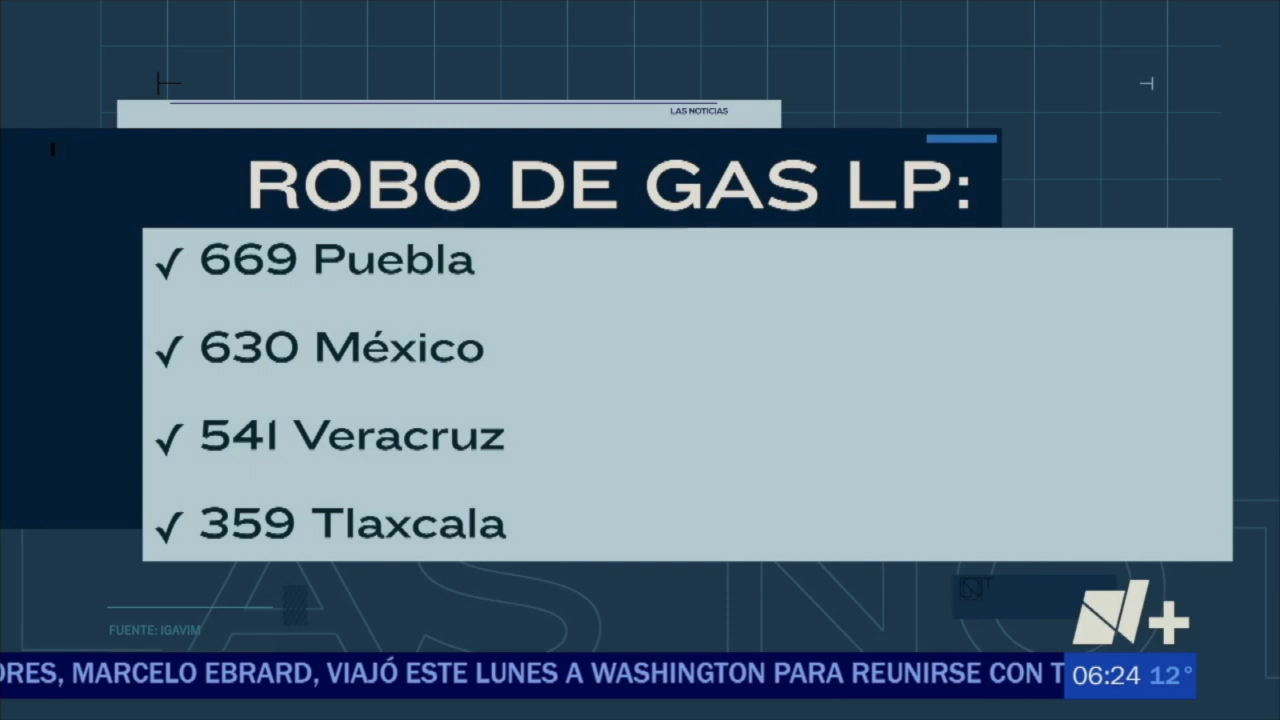 LAS NOTICIAS
ROBO DE GAS LP:
✓ 669 Puebla
✓ 630 México
✓ 541 Veracruz
✓ 359 Tlaxcala
FUENTE: IGAVIM
N+
ORES, MARCELO EBRARD, VIAJÓ ESTE LUNES A WASHINGTON PARA REUNIRSE CON T
06:24 12°